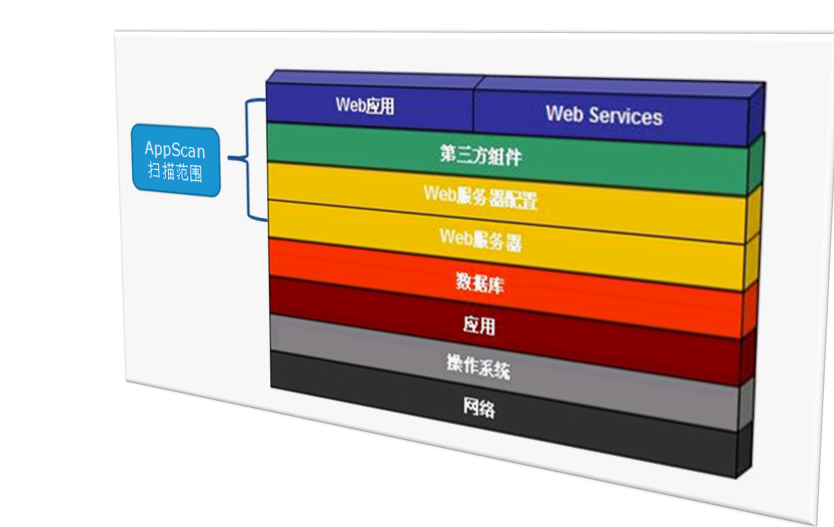 AppScan
扫描范围
Web应用
Web Services
第三方组件
Web服务器配置
Web服务器
数据库
应用
操作系统
网络